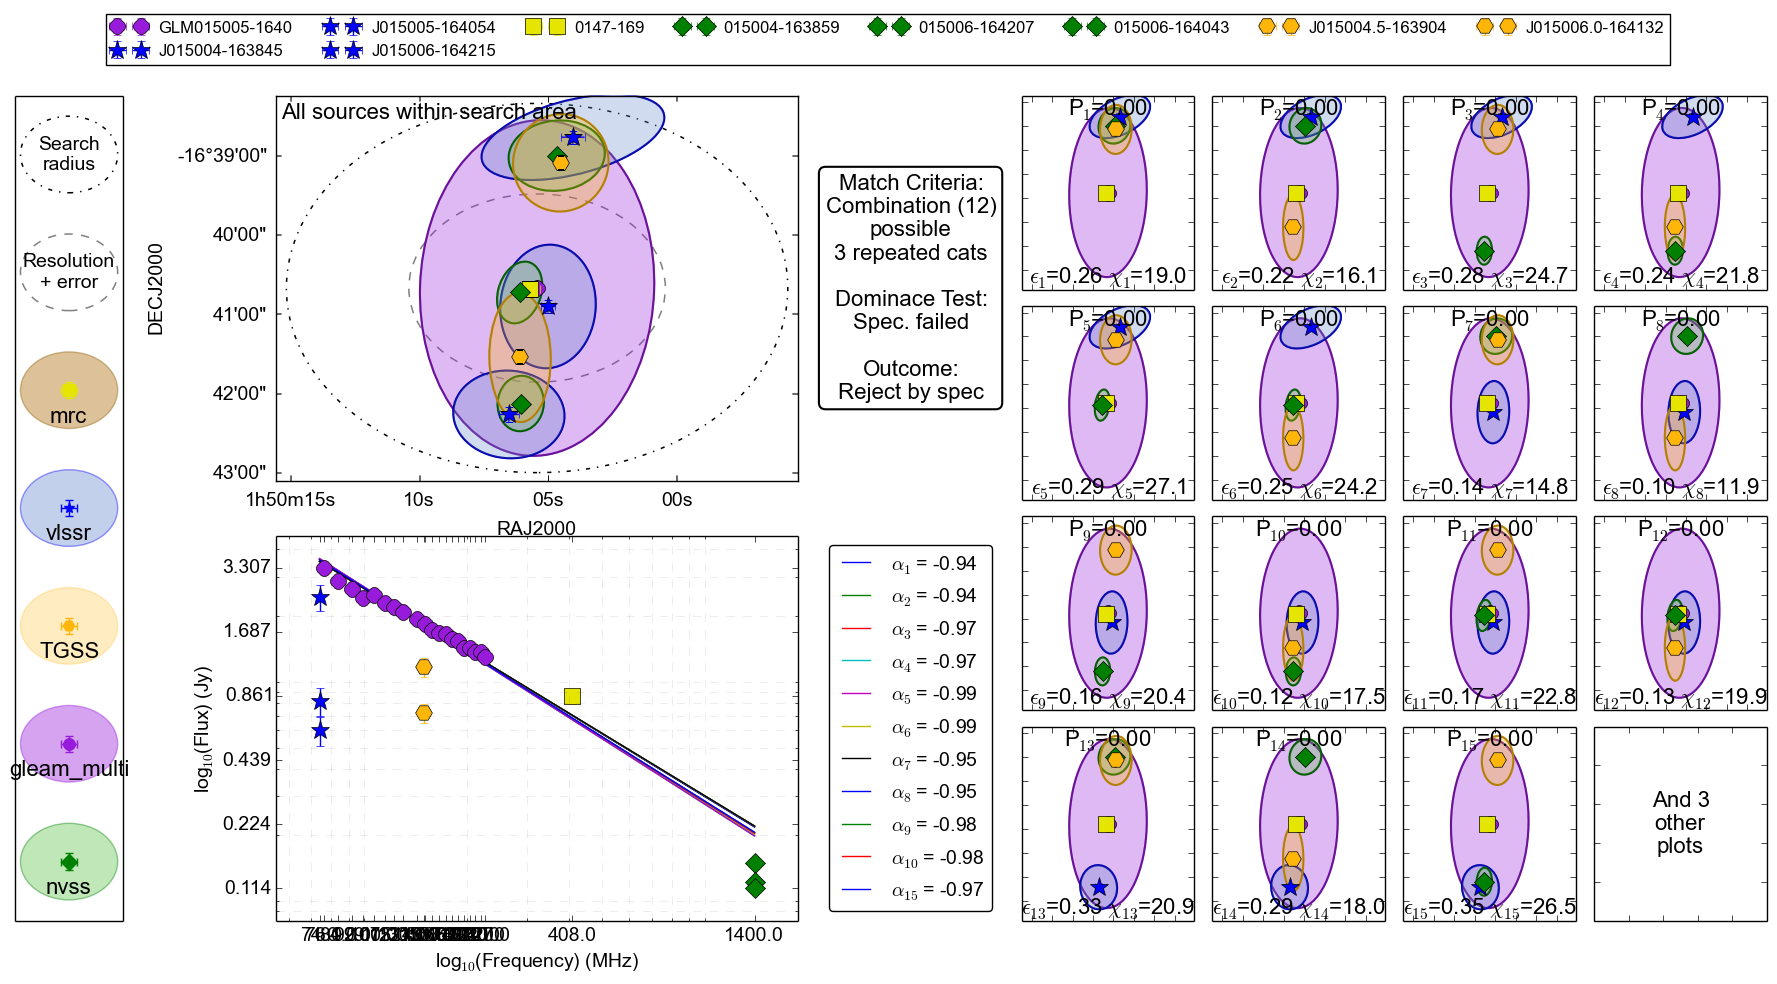 GLM015005-1640 J015005-164054 0147-169 015004-163859 015006-164207 015006-164043 J015004.5-163904 J015006.0-164132
J015004-163845 J015006-164215
Search
radius
Resolution
+ error
mrc
vlssr
TGSS
gleam_multi
nvss
All sources within search area
DECJ2000
-16°39'00"
40'00"
41'00"
42'00"
43'00"
1h50m15s 10s 05s 00s
RAJ2000
Match Criteria:
Combination (12)
possible
3 repeated cats
Dominace Test:
Spec. failed
Outcome:
Reject by spec
log₁₀(Flux) (Jy)
3.307
1.687
0.861
0.439
0.224
0.114
408.0 1400.0
log₁₀(Frequency) (MHz)
α₁ = -0.94
α₂ = -0.94
α₃ = -0.97
α₄ = -0.97
α₅ = -0.99
α₆ = -0.99
α₇ = -0.95
α₈ = -0.95
α₉ = -0.98
α₁₀ = -0.98
α₁₅ = -0.97
P₁=0.00 P₂=0.00 P₃=0.00 P₄=0.00
ϵ₁=0.26 χ₁=19.0 ϵ₂=0.22 χ₂=16.1 ϵ₃=0.28 χ₃=24.7 ϵ₄=0.24 χ₄=21.8
P₅=0.00 P₆=0.00 P₇=0.00 P₈=0.00
ϵ₅=0.29 χ₅=27.1 ϵ₆=0.25 χ₆=24.2 ϵ₇=0.14 χ₇=14.8 ϵ₈=0.10 χ₈=11.9
P₉=0.00 P₁₀=0.00 P₁₁=0.00 P₁₂=0.00
ϵ₉=0.16 χ₉=20.4 ϵ₁₀=0.12 χ₁₀=17.5 ϵ₁₁=0.17 χ₁₁=22.8 ϵ₁₂=0.13 χ₁₂=19.9
P₁₃=0.00 P₁₄=0.00 P₁₅=0.00
ϵ₁₃=0.33 χ₁₃=20.9 ϵ₁₄=0.29 χ₁₄=18.0 ϵ₁₅=0.35 χ₁₅=26.5
And 3
other
plots